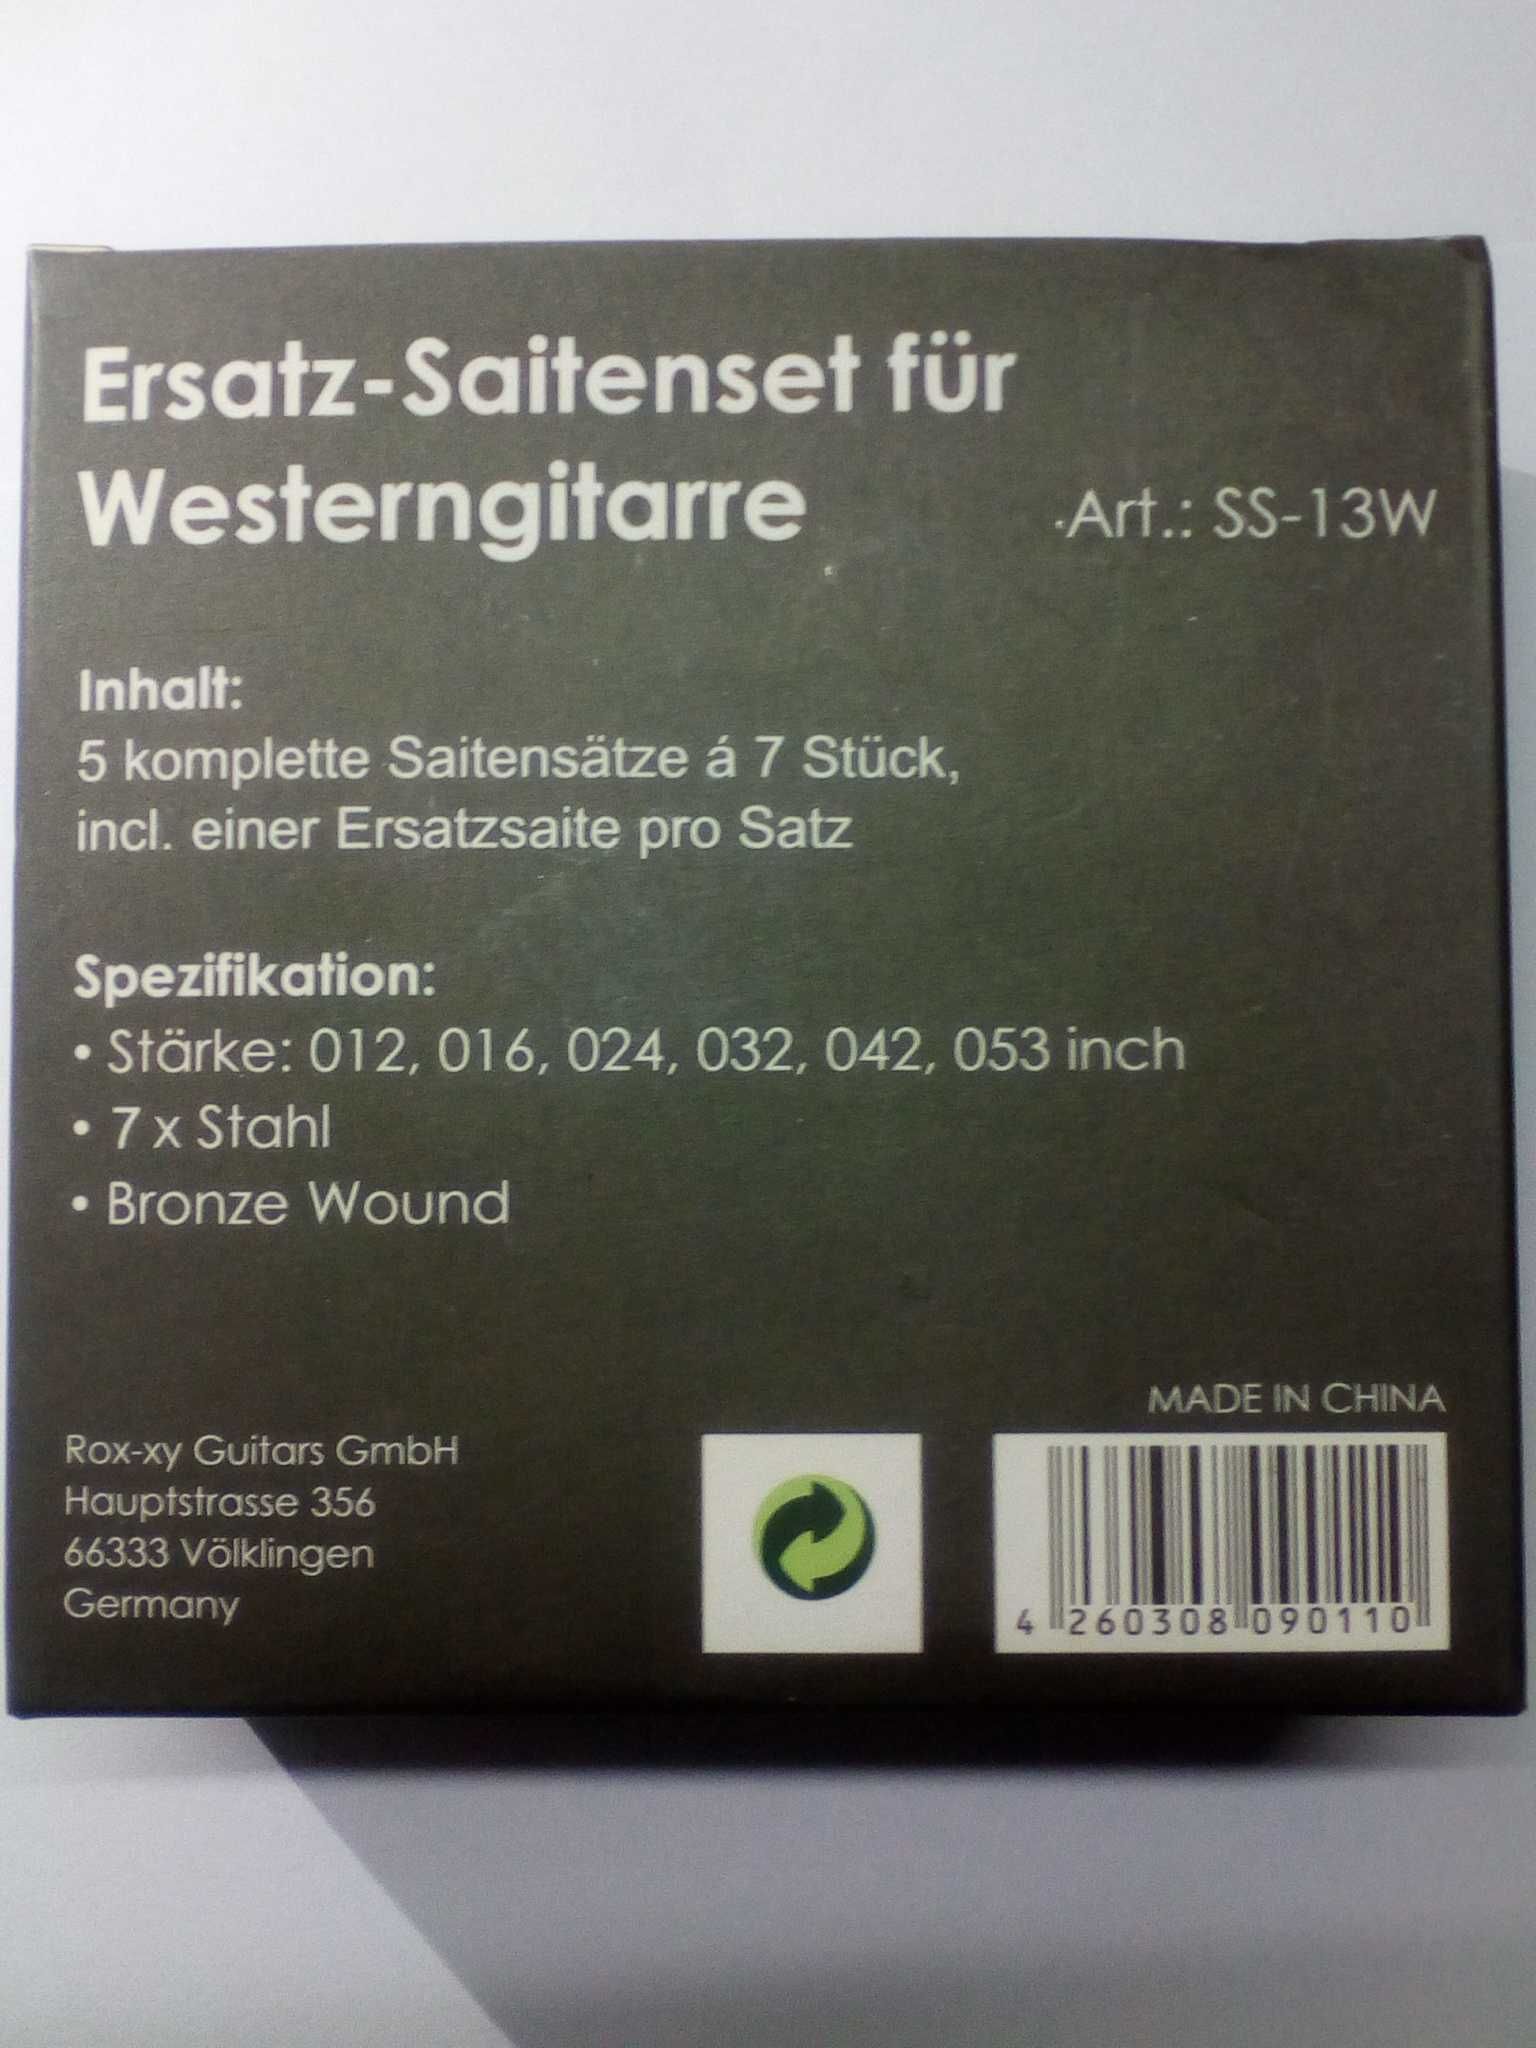 Ersatz-Saitenset für
Westerngitarre
Art.: SS-13W
Inhalt:
5 komplette Saitensätze á 7 Stück,
incl. einer Ersatzsaite pro Satz
Spezifikation:
• Stärke: 012, 016, 024, 032, 042, 053 inch
• 7 x Stahl
• Bronze Wound
MADE IN CHINA
Rox-xy Guitars GmbH
Hauptstrasse 356
66333 Völklingen
Germany
4 260308 090110